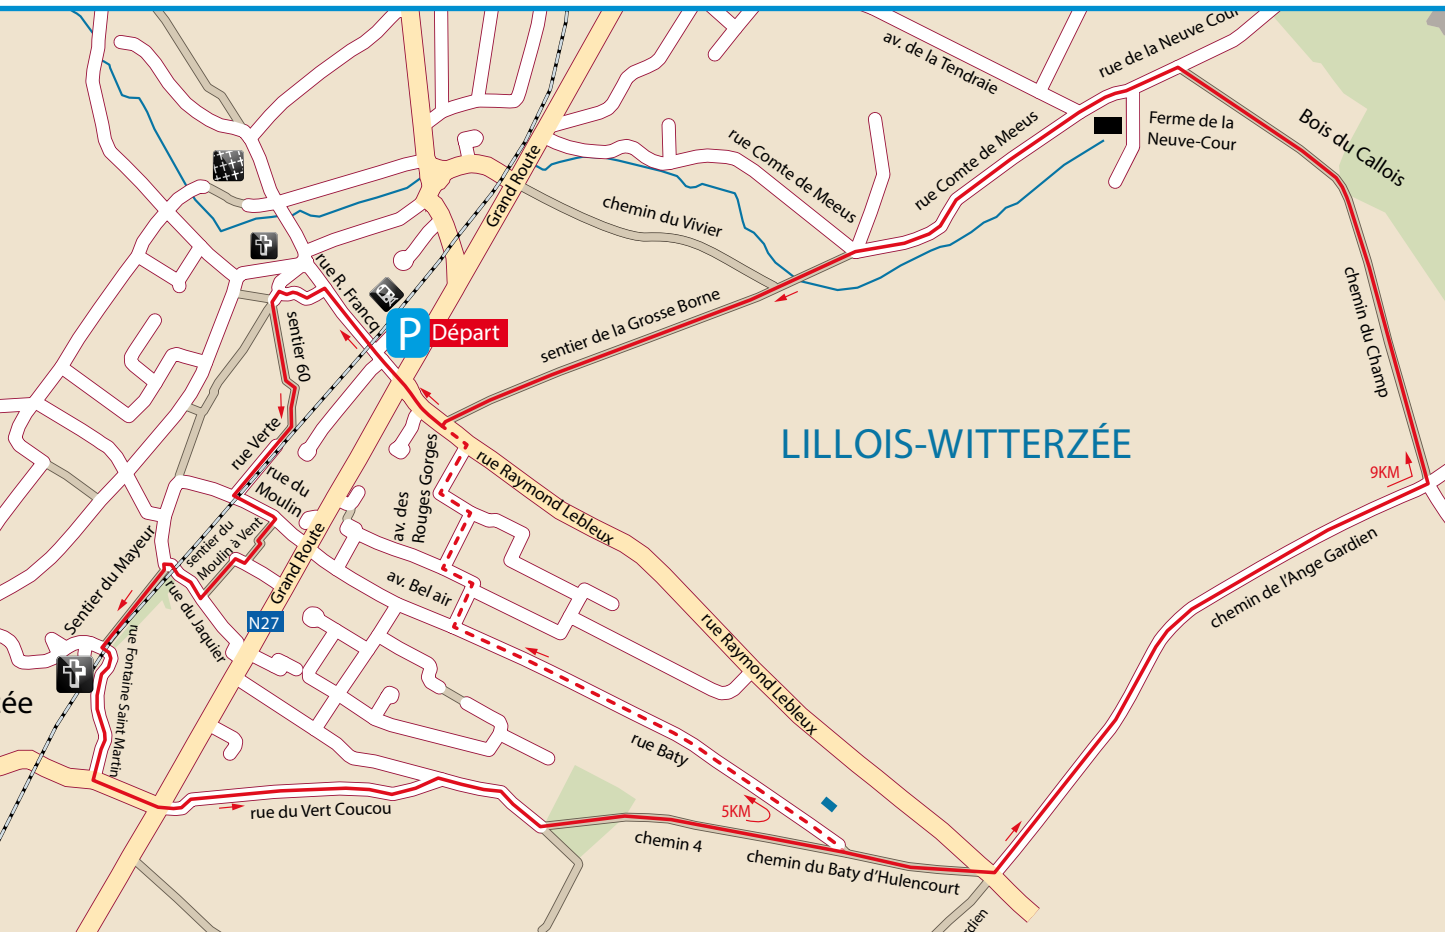 av. de la Tendraie
rue de la Neuve Cour
Ferme de la
Neuve-Cour
Bois du Callois
rue Comte de Meeus
rue Comte de Meeus
chemin du Vivier
Grand Route
rue R. Francq
P
Départ
sentier de la Grosse Borne
chemin du Champ
sentier 60
rue Verte
rue du
Moulin
LILLOIS-WITTERZÉE
9KM
av. des
Rouges Gorges
rue Raymond Lebleux
sentier du
Moulin à Vent
Sentier du Mayeur
Grand Route
av. Bel air
chemin de l'Ange Gardien
rue du Jaquier
N27
rue Fontaine Saint Martin
ée
rue Raymond Lebleux
rue Baty
5KM
rue du Vert Coucou
chemin 4
chemin du Baty d'Hulencourt
rdien